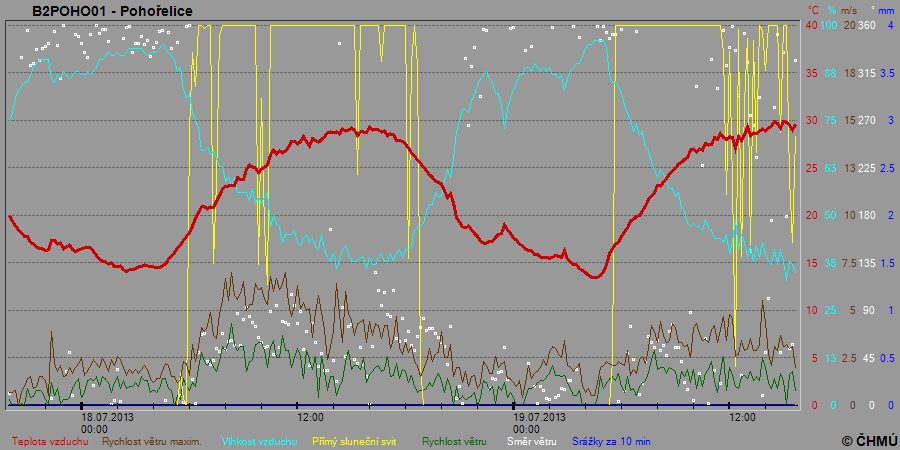 B2POHO01 - Pohořelice
°C % m/s ° mm
40 100 20 360 4
35 88 18 315 3.5
30 75 15 270 3
25 63 13 225 2.5
20 50 10 180 2
15 38 7.5 135 1.5
10 25 5 90 1
5 13 2.5 45 0.5
0 0 0 0 0
18.07.2013 12:00 19.07.2013 12:00
00:00 00:00
Teplota vzduchu Rychlost větru maxim. Vlhkost vzduchu Přímý sluneční svit Rychlost větru Směr větru Srážky za 10 min © ČHMÚ